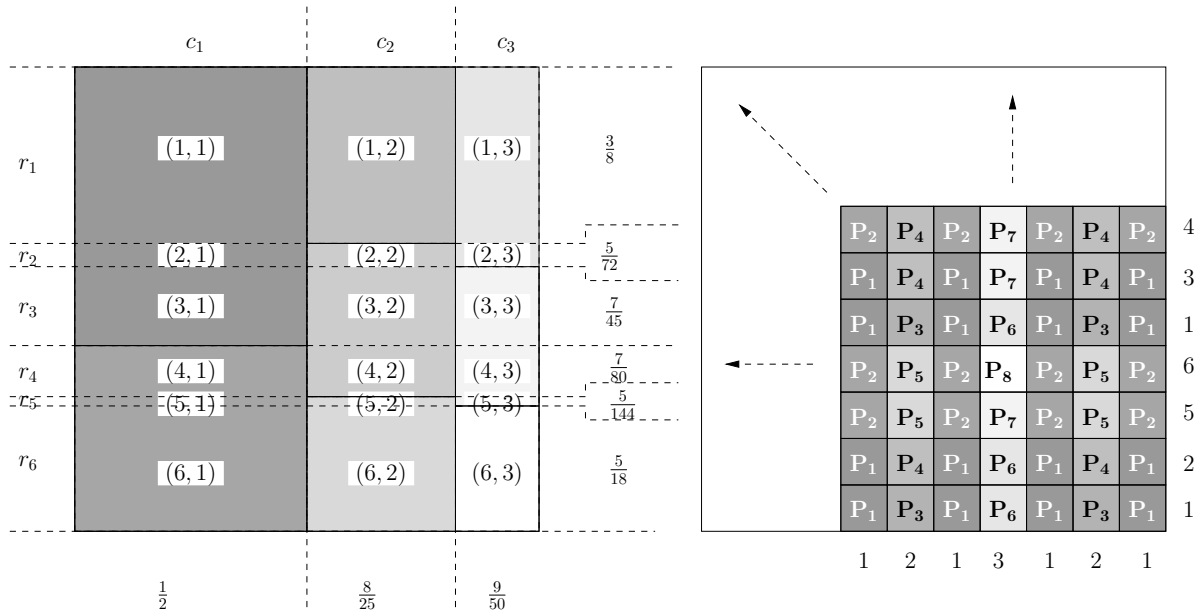 c₁ c₂ c₃
r₁ (1, 1) (1, 2) (1, 3) 3/8
r₂ (2, 1) (2, 2) (2, 3) 5/72
r₃ (3, 1) (3, 2) (3, 3) 7/45
r₄ (4, 1) (4, 2) (4, 3) 7/80
r₅ (5, 1) (5, 2) (5, 3) 5/144
r₆ (6, 1) (6, 2) (6, 3) 5/18
1/2 8/25 9/50
P₂ P₄ P₂ P₇ P₂ P₄ P₂ 4
P₁ P₄ P₁ P₇ P₁ P₄ P₁ 3
P₁ P₃ P₁ P₆ P₁ P₃ P₁ 1
P₂ P₅ P₂ P₈ P₂ P₅ P₂ 6
P₂ P₅ P₂ P₇ P₂ P₅ P₂ 5
P₁ P₄ P₁ P₆ P₁ P₄ P₁ 2
P₁ P₃ P₁ P₆ P₁ P₃ P₁ 1
1 2 1 3 1 2 1